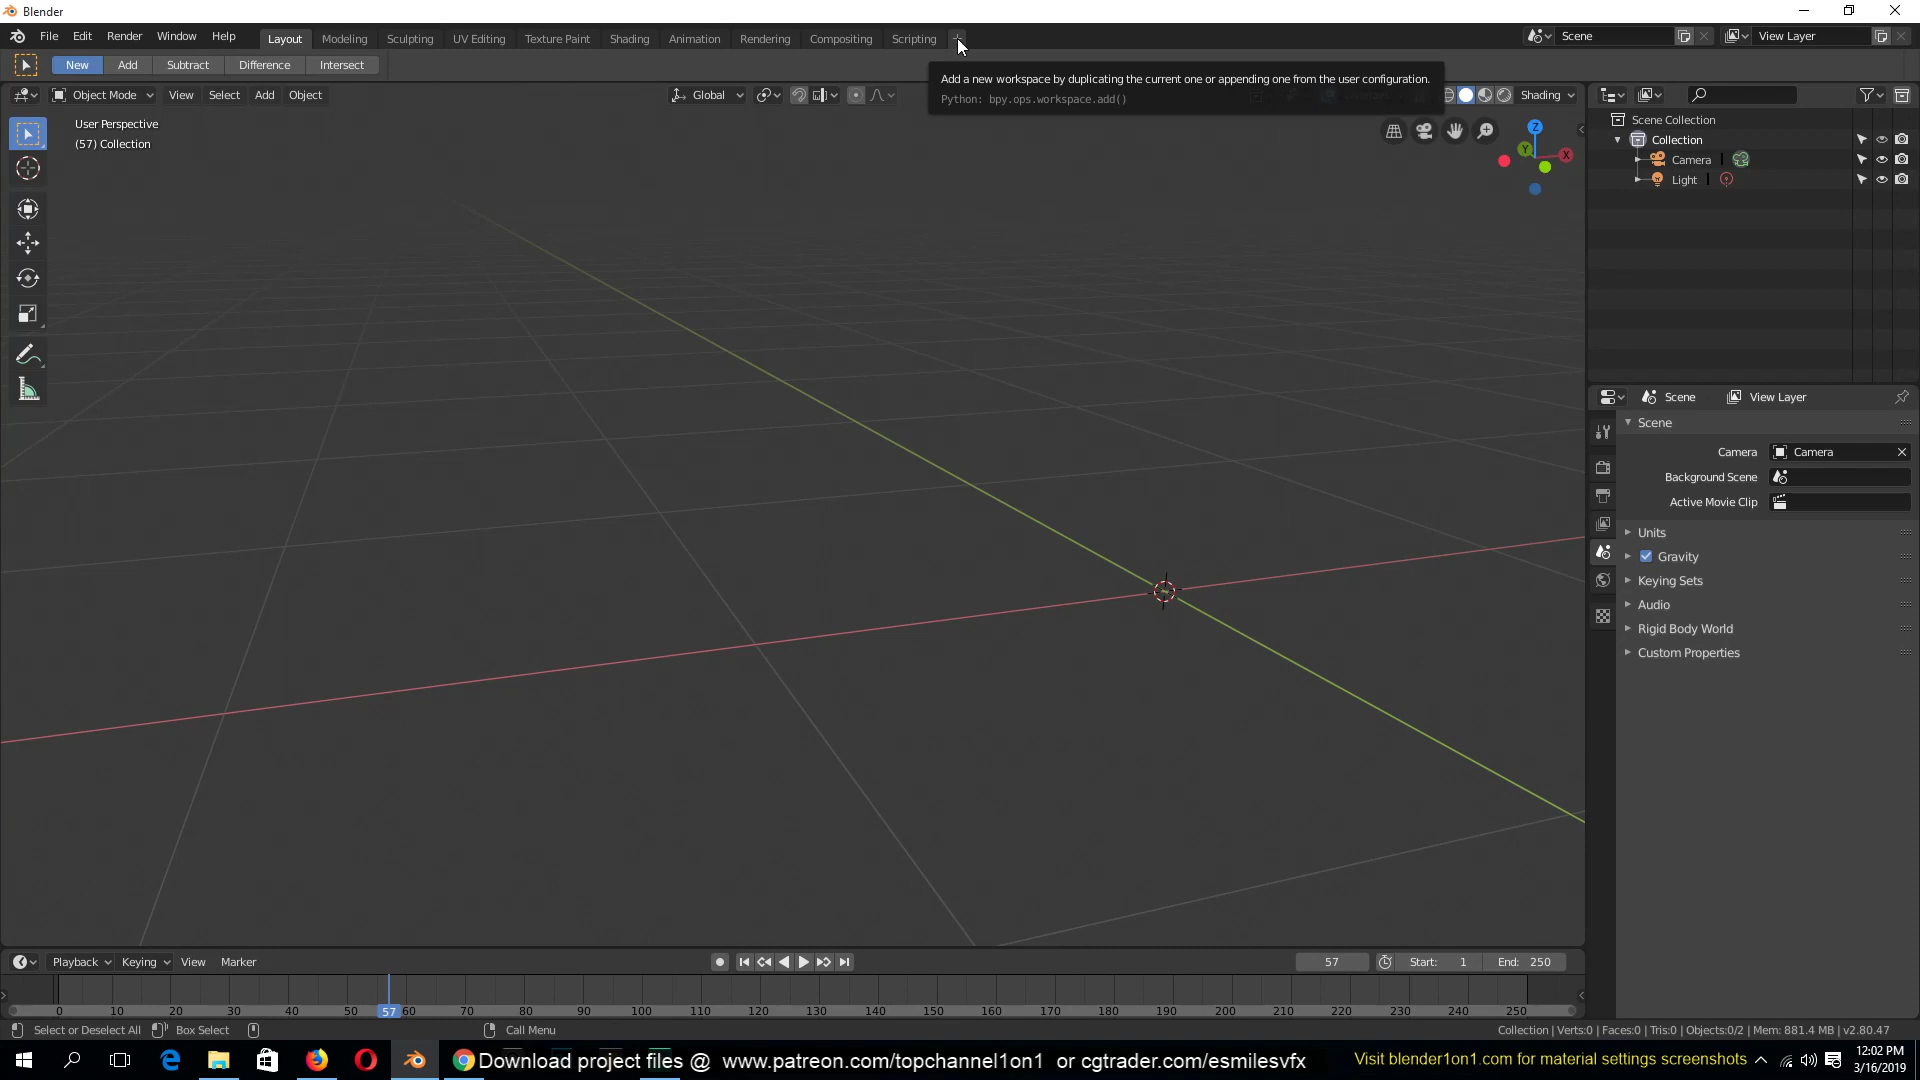 Blender
File Edit Render Window Help Layout Modeling Sculpting UV Editing Texture Paint Shading Animation Rendering Compositing Scripting Scene View Layer
New Add Subtract Difference Intersect
Add a new workspace by duplicating the current one or appending one from the user configuration.
Python: bpy.ops.workspace.add()
Object Mode View Select Add Object Global Shading
User Perspective
(57) Collection
Z
Y
X
Scene Collection
Collection
Camera
Light
Scene View Layer
Scene
Camera Camera
Background Scene
Active Movie Clip
Units
Gravity
Keying Sets
Audio
Rigid Body World
Custom Properties
Playback Keying View Marker 57 Start: 1 End: 250
0 10 20 30 40 50 57 60 70 80 90 100 110 120 130 140 150 160 170 180 190 200 210 220 230 240 250
Select or Deselect All Box Select Call Menu Collection | Verts:0 | Faces:0 | Tris:0 | Objects:0/2 | Mem: 881.4 MB | v2.80.47
Download project files @ www.patreon.com/topchannel1on1 or cgtrader.com/esmilesvfx Visit blender1on1.com for material settings screenshots
12:02 PM
3/16/2019